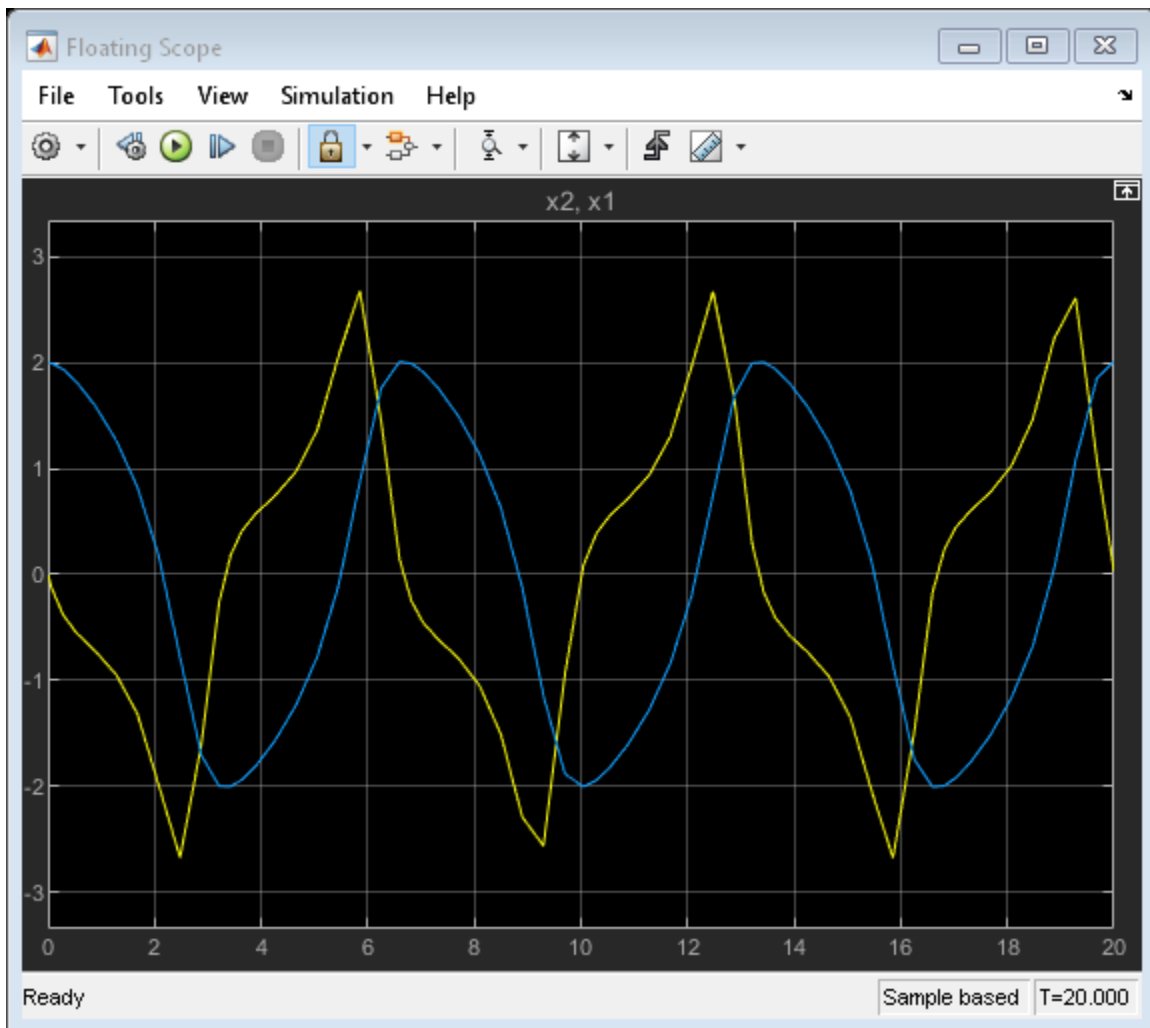 Floating Scope
File Tools View Simulation Help
x2, x1
3
2
1
0
-1
-2
-3
0 2 4 6 8 10 12 14 16 18 20
Ready Sample based T=20.000